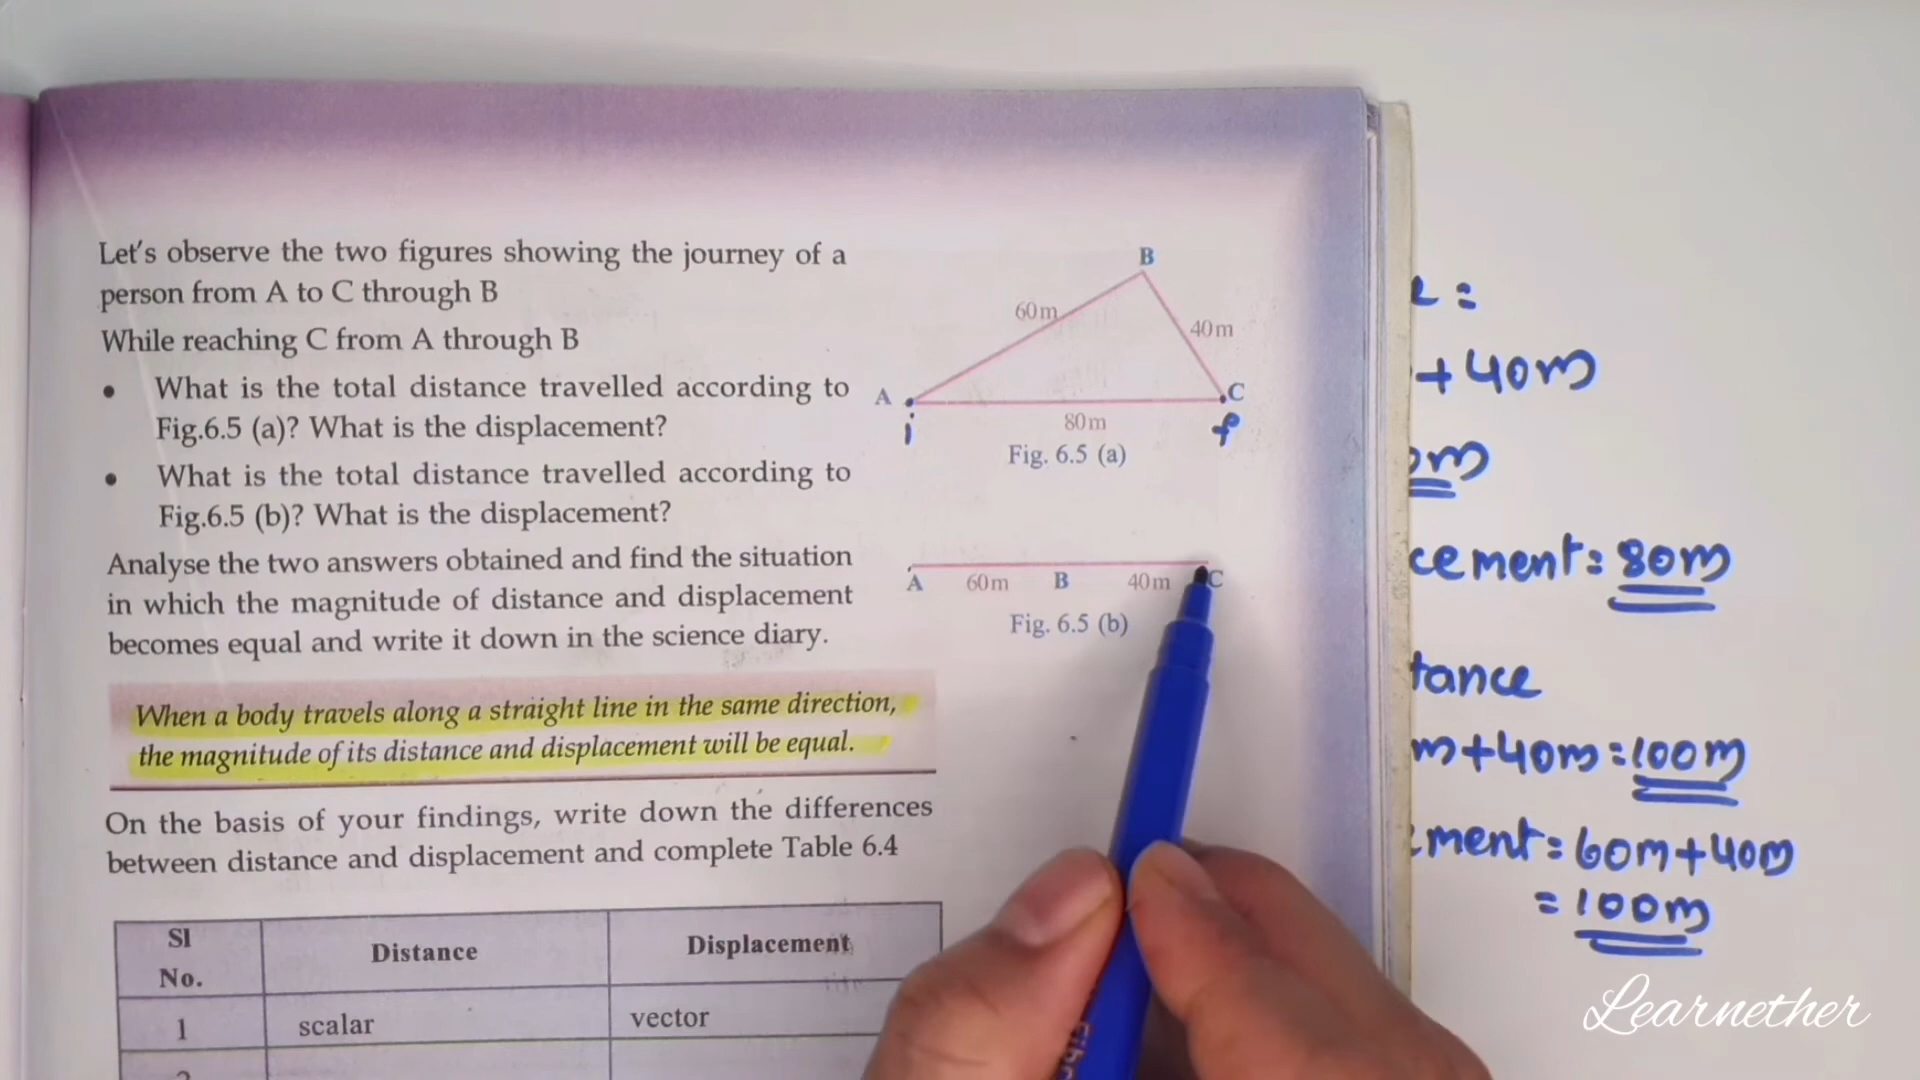 Let's observe the two figures showing the journey of a
person from A to C through B
While reaching C from A through B
• What is the total distance travelled according to
Fig.6.5 (a)? What is the displacement?
• What is the total distance travelled according to
Fig.6.5 (b)? What is the displacement?
Analyse the two answers obtained and find the situation
in which the magnitude of distance and displacement
becomes equal and write it down in the science diary.
When a body travels along a straight line in the same direction,
the magnitude of its distance and displacement will be equal.
On the basis of your findings, write down the differences
between distance and displacement and complete Table 6.4
Sl No. Distance Displacement
1 scalar vector
B
60m
40m
A
C
i
80m
f
Fig. 6.5 (a)
A 60m B 40m C
Fig. 6.5 (b)
=
+40m
m
cement: 80m
tance
m+40m=100m
ment=60m+40m
=100m
Learnether